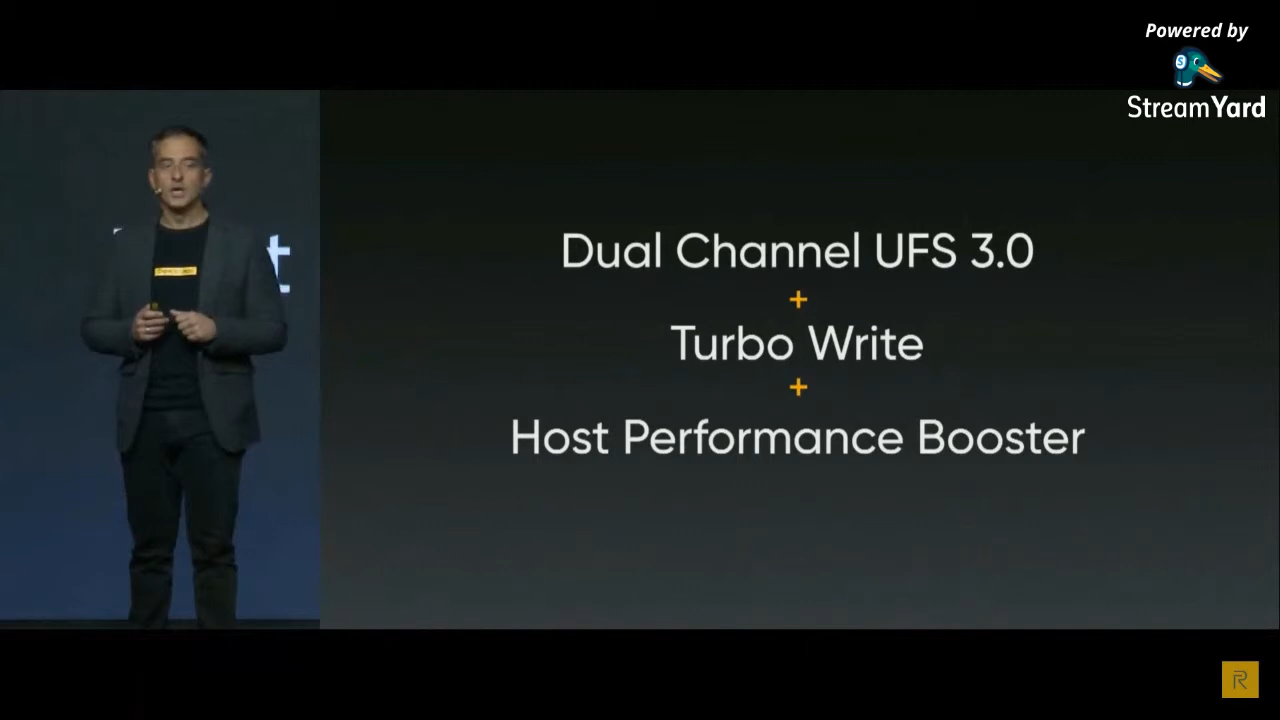 Powered by
StreamYard
Dual Channel UFS 3.0
+
Turbo Write
+
Host Performance Booster
R